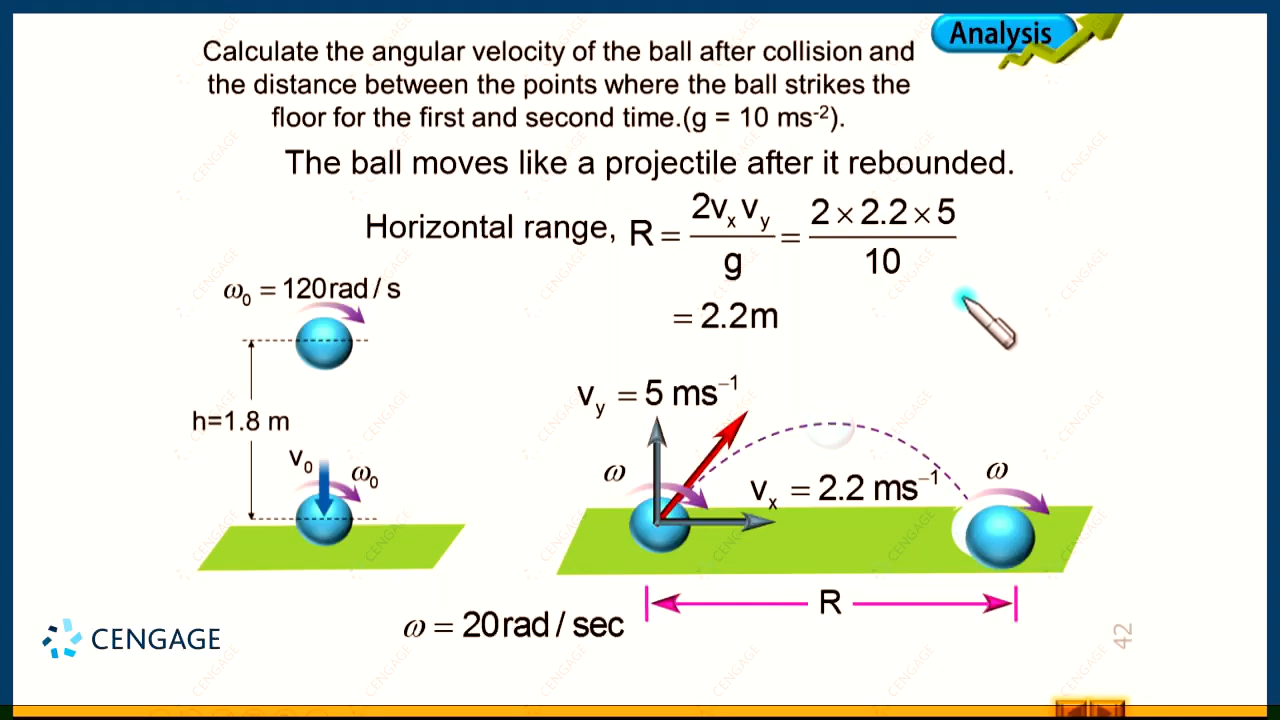 Analysis
Calculate the angular velocity of the ball after collision and
the distance between the points where the ball strikes the
floor for the first and second time.(g = 10 ms⁻²).
The ball moves like a projectile after it rebounded.
Horizontal range, R = 2vₓ vᵧ / g = 2 × 2.2 × 5 / 10
= 2.2m
ω₀ = 120rad / s
h=1.8 m
v₀
ω₀
vᵧ = 5 ms⁻¹
ω
vₓ = 2.2 ms⁻¹
ω
R
ω = 20rad / sec
CENGAGE
42